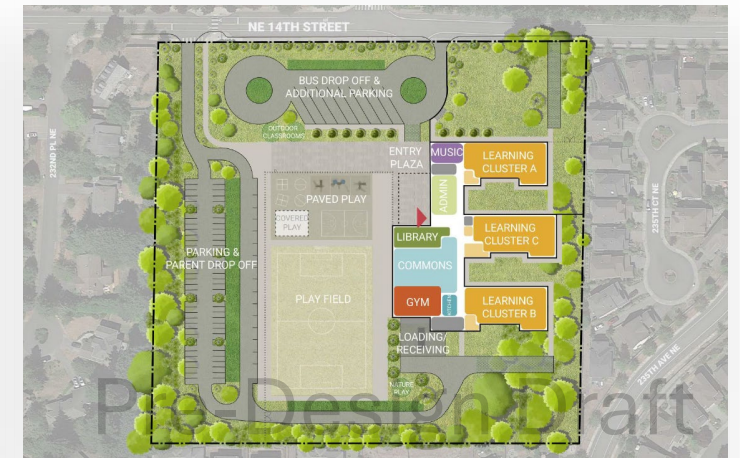 NE 14TH STREET
BUS DROP OFF &
ADDITIONAL PARKING
OUTDOOR
CLASSROOMS
ENTRY
PLAZA
MUSIC
LEARNING
CLUSTER A
232ND PL NE
ADMIN
235TH CT NE
PAVED PLAY
COVERED
PLAY
LIBRARY
LEARNING
CLUSTER C
PARKING &
PARENT DROP OFF
COMMONS
PLAY FIELD
GYM
KITCHEN
LEARNING
CLUSTER B
LOADING/
RECEIVING
235TH AVE NE
NATURE
PLAY
Pre-Design Draft